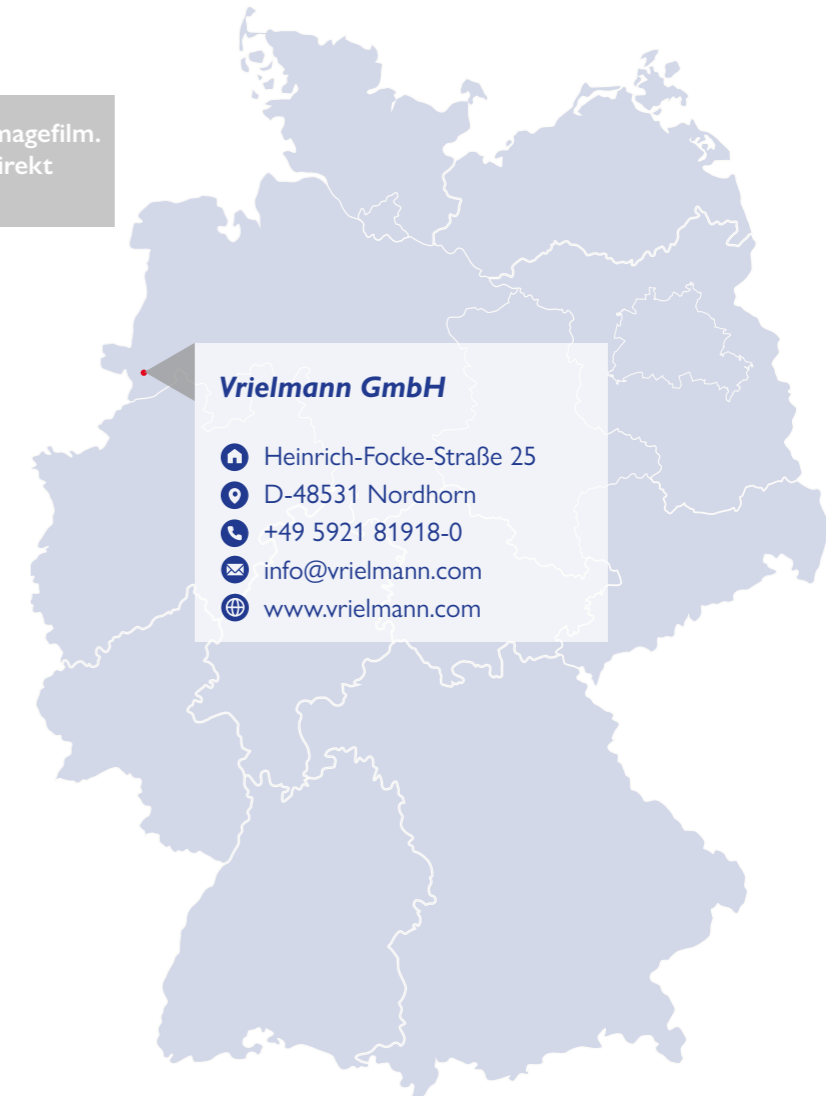 magefilm.
irekt
Vrielmann GmbH
Heinrich-Focke-Straße 25
D-48531 Nordhorn
+49 5921 81918-0
info@vrielmann.com
www.vrielmann.com